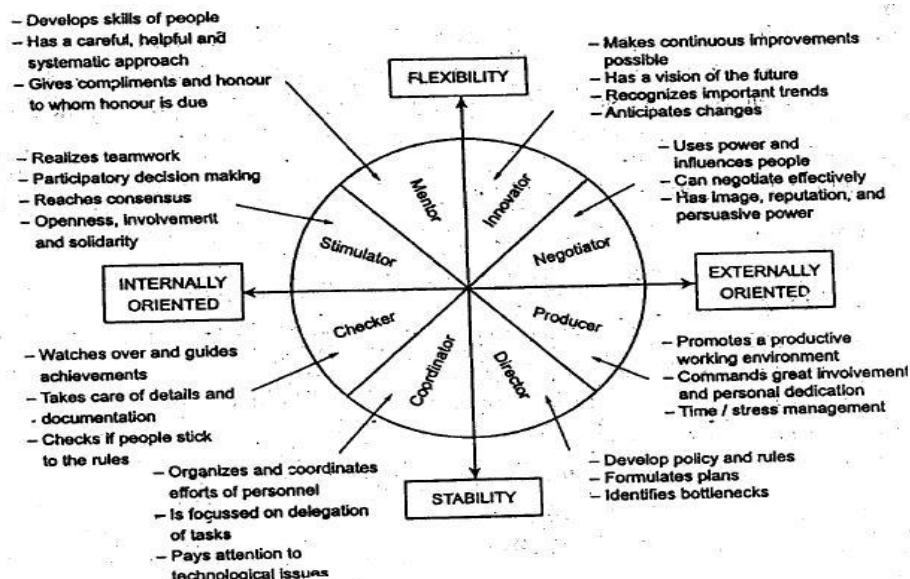 – Develops skills of people
– Has a careful, helpful and
systematic approach
– Gives compliments and honour
to whom honour is due
FLEXIBILITY
– Makes continuous improvements
possible
– Has a vision of the future
– Recognizes important trends
– Anticipates changes
– Realizes teamwork
– Participatory decision making
– Reaches consensus
– Openness, involvement
and solidarity
– Uses power and
influences people
– Can negotiate effectively
– Has image, reputation, and
persuasive power
Mentor
Innovator
Stimulator
Negotiator
INTERNALLY
ORIENTED
EXTERNALLY
ORIENTED
Checker
Producer
Coordinator
Director
– Watches over and guides
achievements
– Takes care of details and
documentation
– Checks if people stick
to the rules
– Promotes a productive
working environment
– Commands great involvement
and personal dedication
– Time / stress management
– Organizes and coordinates
efforts of personnel
– Is focussed on delegation
of tasks
– Pays attention to
technological issues
STABILITY
– Develop policy and rules
– Formulates plans
– Identifies bottlenecks